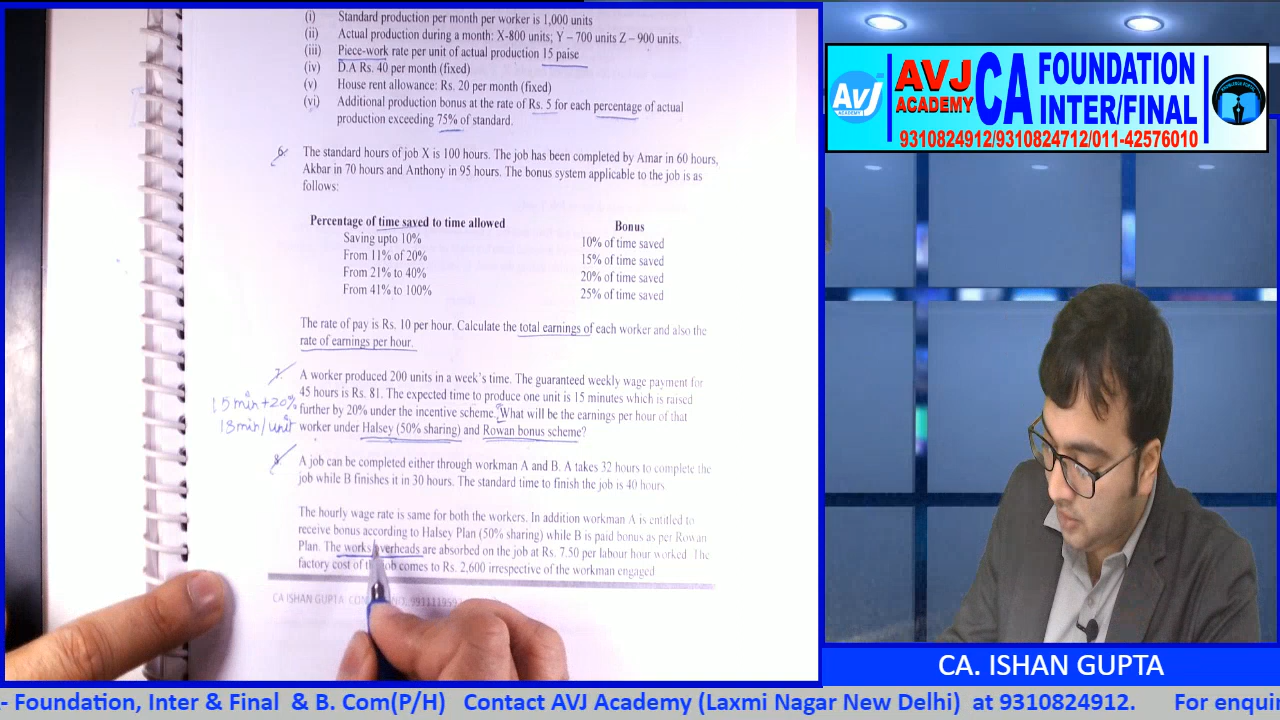 (i) Standard production per month per worker is 1,000 units
(ii) Actual production during a month: X-800 units; Y – 700 units Z – 900 units.
(iii) Piece-work rate per unit of actual production 15 paise
(iv) D.A Rs. 40 per month (fixed)
(v) House rent allowance: Rs. 20 per month (fixed)
(vi) Additional production bonus at the rate of Rs. 5 for each percentage of actual
production exceeding 75% of standard.
6. The standard hours of job X is 100 hours. The job has been completed by Amar in 60 hours,
Akbar in 70 hours and Anthony in 95 hours. The bonus system applicable to the job is as
follows:
Percentage of time saved to time allowed Bonus
Saving upto 10% 10% of time saved
From 11% of 20% 15% of time saved
From 21% to 40% 20% of time saved
From 41% to 100% 25% of time saved
The rate of pay is Rs. 10 per hour. Calculate the total earnings of each worker and also the
rate of earnings per hour.
7. A worker produced 200 units in a week's time. The guaranteed weekly wage payment for
45 hours is Rs. 81. The expected time to produce one unit is 15 minutes which is raised
further by 20% under the incentive scheme. What will be the earnings per hour of that
worker under Halsey (50% sharing) and Rowan bonus scheme?
15 min + 20%
18 min/unit
8. A job can be completed either through workman A and B. A takes 32 hours to complete the
job while B finishes it in 30 hours. The standard time to finish the job is 40 hours.
The hourly wage rate is same for both the workers. In addition workman A is entitled to
receive bonus according to Halsey Plan (50% sharing) while B is paid bonus as per Rowan
Plan. The works overheads are absorbed on the job at Rs. 7.50 per labour hour worked. The
factory cost of the job comes to Rs. 2,600 irrespective of the workman engaged
CA ISHAN GUPTA
AVJ
ACADEMY
AVJ
ACADEMY
CA
FOUNDATION
INTER/FINAL
9310824912/9310824712/011-42576010
CA. ISHAN GUPTA
- Foundation, Inter & Final & B. Com(P/H) Contact AVJ Academy (Laxmi Nagar New Delhi) at 9310824912. For enqui